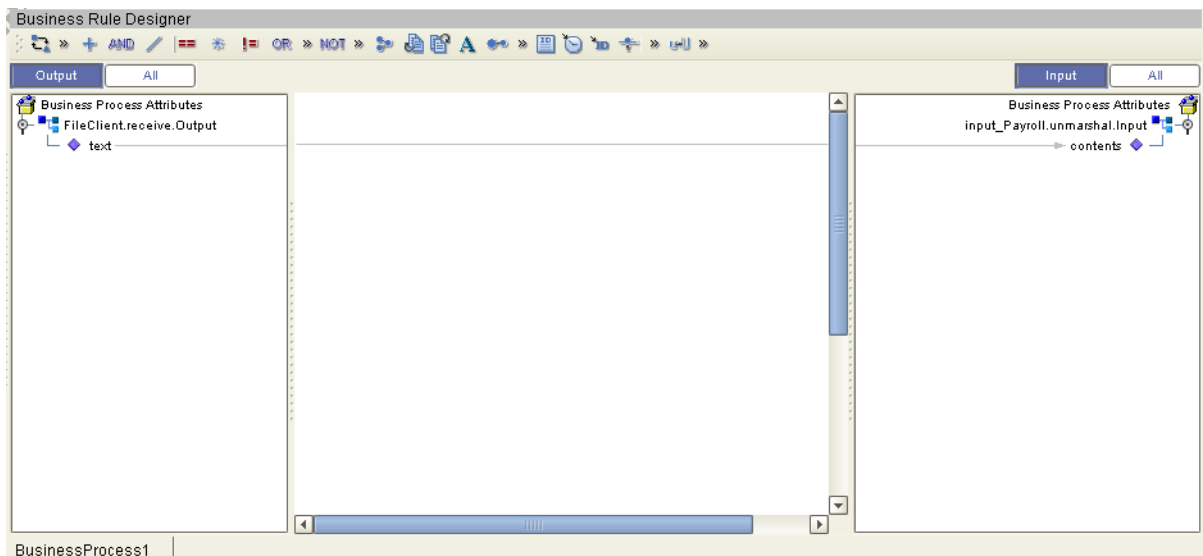 Business Rule Designer
» + AND / == * != OR » NOT » A » » »
Output All Input All
Business Process Attributes
FileClient.receive.Output
text
Business Process Attributes
input_Payroll.unmarshal.Input
contents
BusinessProcess1